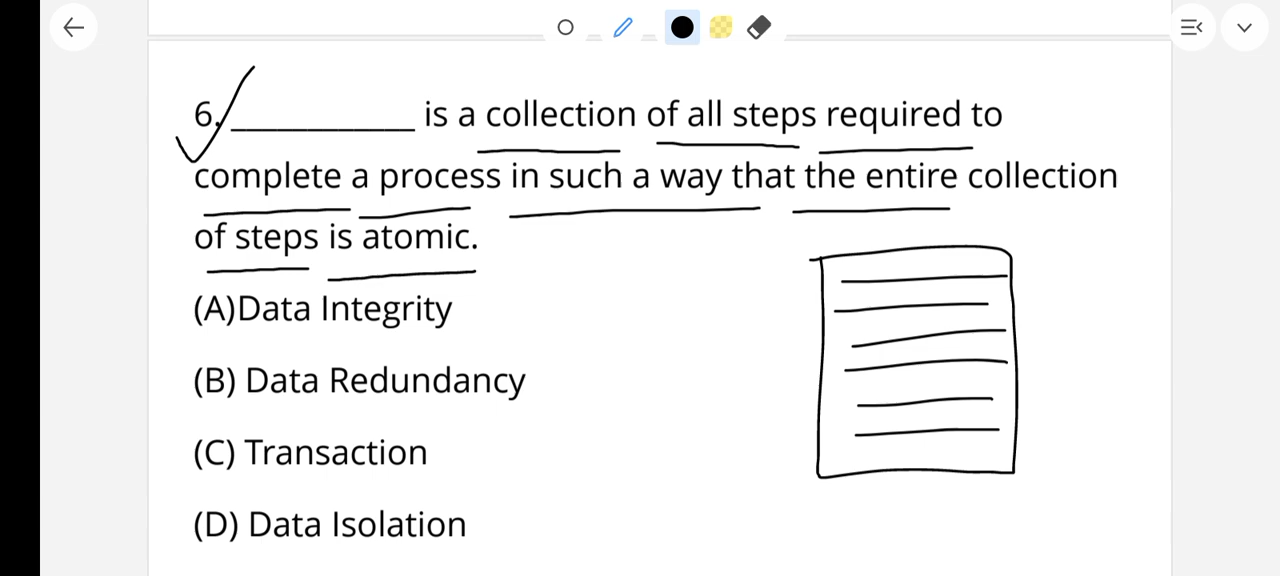 6. ___________ is a collection of all steps required to
complete a process in such a way that the entire collection
of steps is atomic.
(A)Data Integrity
(B) Data Redundancy
(C) Transaction
(D) Data Isolation